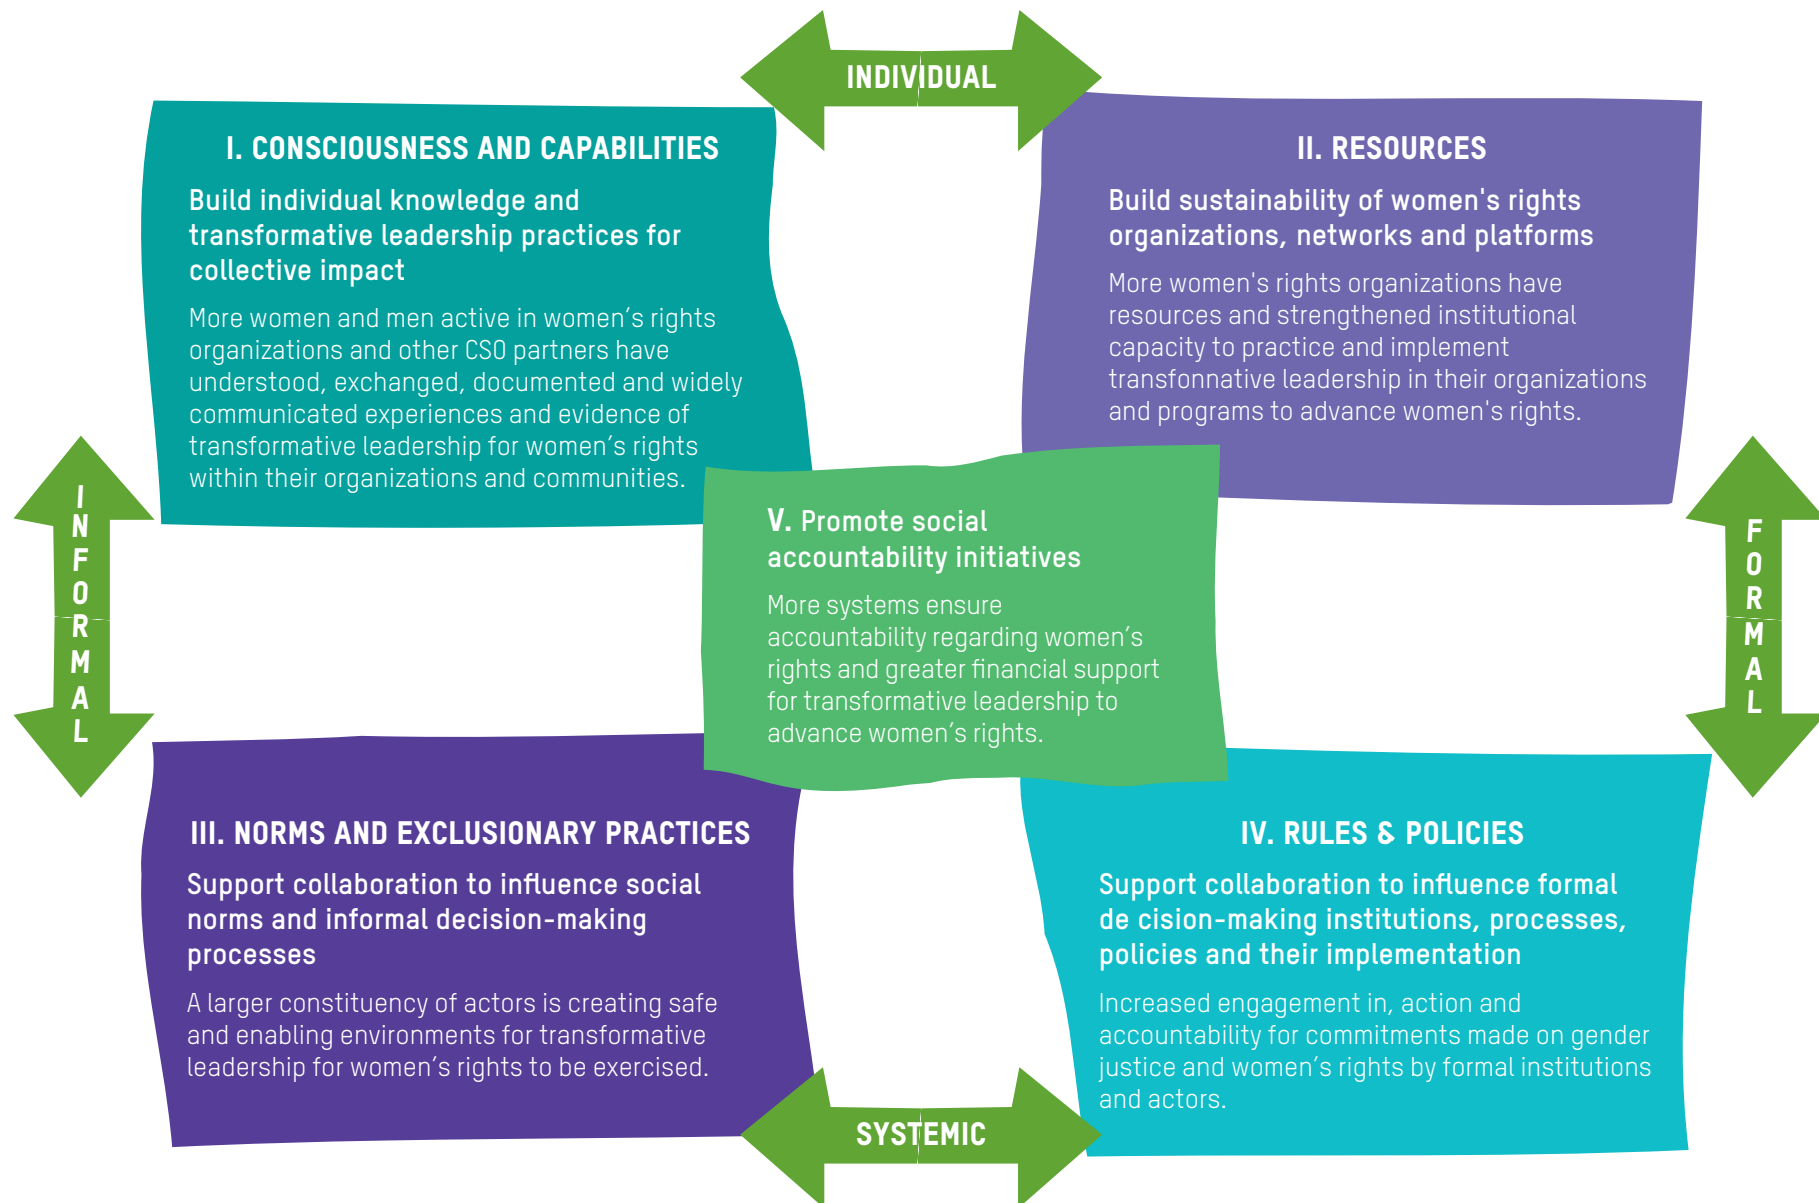 INDIVIDUAL
I. CONSCIOUSNESS AND CAPABILITIES
Build individual knowledge and
transformative leadership practices for
collective impact
More women and men active in women’s rights
organizations and other CSO partners have
understood, exchanged, documented and widely
communicated experiences and evidence of
transformative leadership for women’s rights
within their organizations and communities.
II. RESOURCES
Build sustainability of women's rights
organizations, networks and platforms
More women's rights organizations have
resources and strengthened institutional
capacity to practice and implement
transfonnative leadership in their organizations
and programs to advance women's rights.
INFORMAL
V. Promote social
accountability initiatives
More systems ensure
accountability regarding women’s
rights and greater financial support
for transformative leadership to
advance women’s rights.
FORMAL
III. NORMS AND EXCLUSIONARY PRACTICES
Support collaboration to influence social
norms and informal decision-making
processes
A larger constituency of actors is creating safe
and enabling environments for transformative
leadership for women’s rights to be exercised.
IV. RULES & POLICIES
Support collaboration to influence formal
de cision-making institutions, processes,
policies and their implementation
Increased engagement in, action and
accountability for commitments made on gender
justice and women’s rights by formal institutions
and actors.
SYSTEMIC